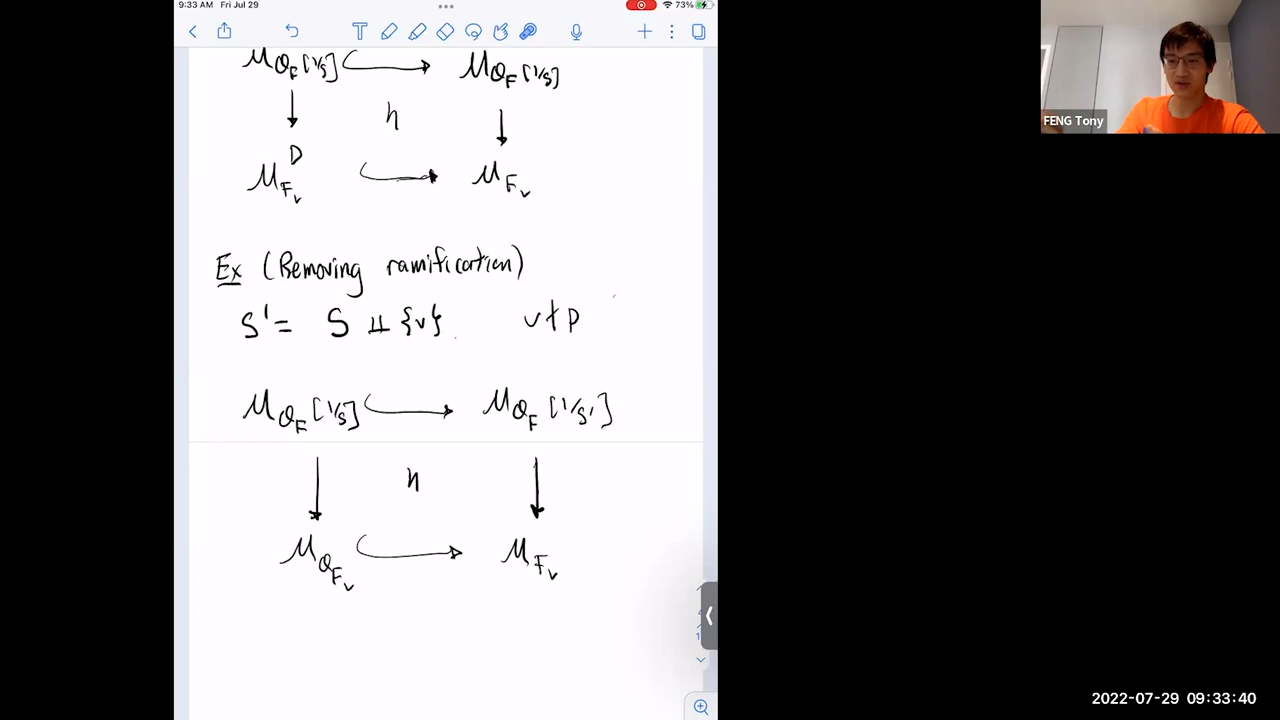 9:33 AM Fri Jul 29
73%
M_{O_F[1/S]} ↪ M_{O_F[1/S]}
↓ h ↓
M_{F_v}^D ↪ M_{F_v}
Ex (Removing ramification)
S' = S ⨿ {v}. v∤p
M_{O_F[1/S]} ↪ M_{O_F[1/S']}
↓ h ↓
M_{O_{F_v}} ↪ M_{F_v}
FENG Tony
2022-07-29 09:33:40